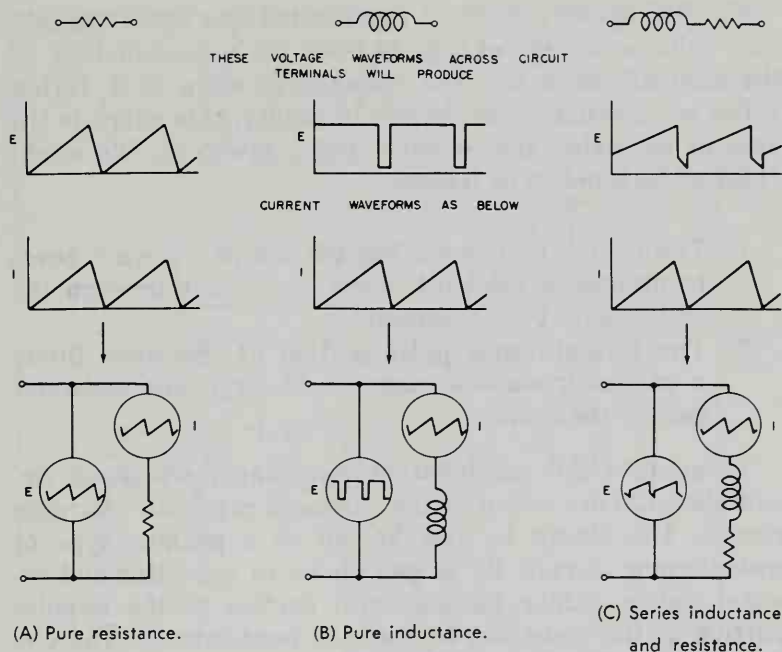 THESE VOLTAGE WAVEFORMS ACROSS CIRCUIT
TERMINALS WILL PRODUCE
E
E
E
CURRENT WAVEFORMS AS BELOW
I
I
I
I
I
I
E
E
E
(A) Pure resistance.
(B) Pure inductance.
(C) Series inductance
and resistance.